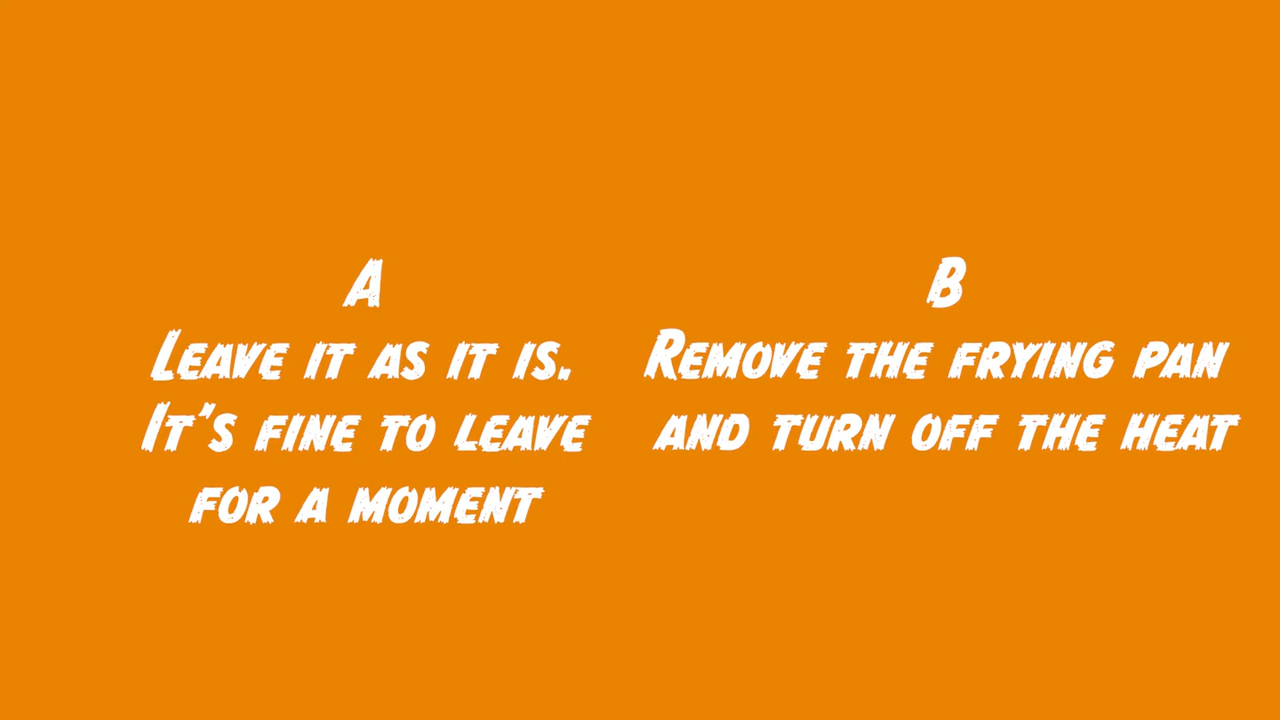 A
Leave it as it is.
It's fine to leave
for a moment
B
Remove the frying pan
and turn off the heat